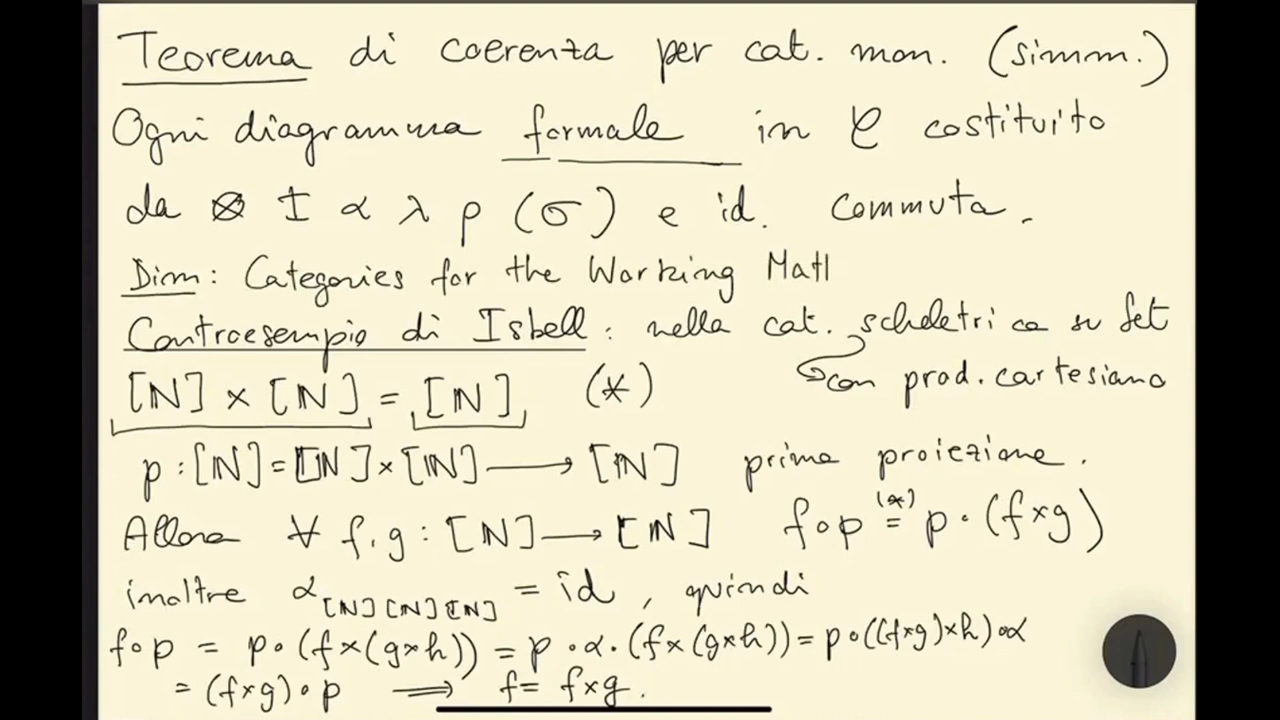 Teorema di coerenza per cat. mon. (simm.)
Ogni diagramma formale in C costituito
da ⊗ I α λ ρ (σ) e id. commuta.
Dim: Categories for the Working Matl
Controesempio di Isbell: nella cat. scheletrica su Set
con prod. cartesiano
[ℕ] × [ℕ] = [ℕ] (*)
p : [ℕ] = [ℕ] × [ℕ] ⟶ [ℕ] prima proiezione.
Allora ∀ f, g : [ℕ] ⟶ [ℕ] f∘p (*)= p∘(f×g)
inoltre α[ℕ][ℕ][ℕ] = id, quindi
f∘p = p∘(f×(g×h)) = p∘α∘(f×(g×h)) = p∘((f×g)×h)∘α
= (f×g)∘p ⟹ f = f×g.